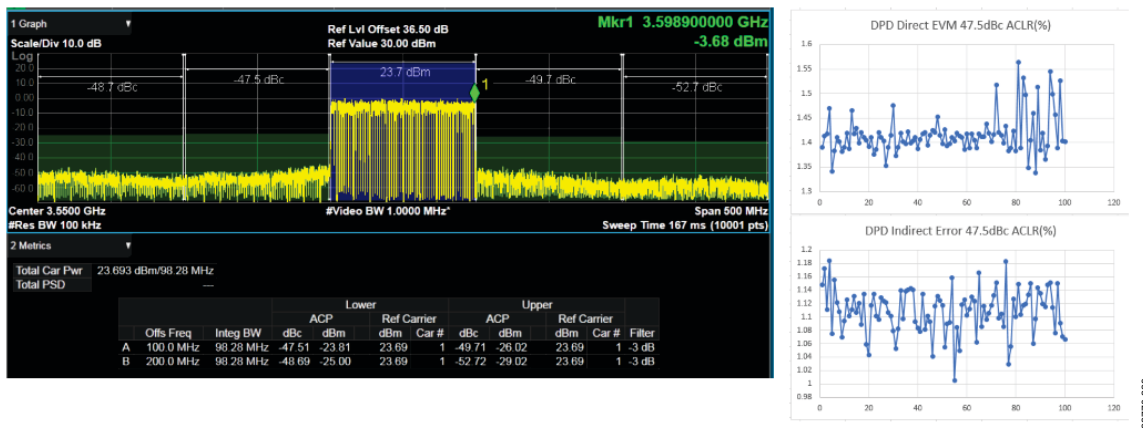 1 Graph
Scale/Div 10.0 dB
Ref Lvl Offset 36.50 dB
Ref Value 30.00 dBm
Mkr1 3.598900000 GHz
-3.68 dBm
Log
20.0
10.0
0.00
-10.0
-20.0
-30.0
-40.0
-50.0
-60.0
-48.7 dBc
-47.5 dBc
23.7 dBm
1
-49.7 dBc
-52.7 dBc
Center 3.5500 GHz
#Res BW 100 kHz
#Video BW 1.0000 MHz*
Span 500 MHz
Sweep Time 167 ms (10001 pts)
2 Metrics
Total Car Pwr 23.693 dBm/98.28 MHz
Total PSD ---
Lower Upper
ACP Ref Carrier ACP Ref Carrier
Offs Freq Integ BW dBc dBm dBm Car # dBc dBm dBm Car # Filter
A 100.0 MHz 98.28 MHz -47.51 -23.81 23.69 1 -49.71 -26.02 23.69 1 -3 dB
B 200.0 MHz 98.28 MHz -48.69 -25.00 23.69 1 -52.72 -29.02 23.69 1 -3 dB
DPD Direct EVM 47.5dBc ACLR(%)
1.6
1.55
1.5
1.45
1.4
1.35
1.3
0 20 40 60 80 100 120
DPD Indirect Error 47.5dBc ACLR(%)
1.2
1.18
1.16
1.14
1.12
1.1
1.08
1.06
1.04
1.02
1
0.98
0 20 40 60 80 100 120